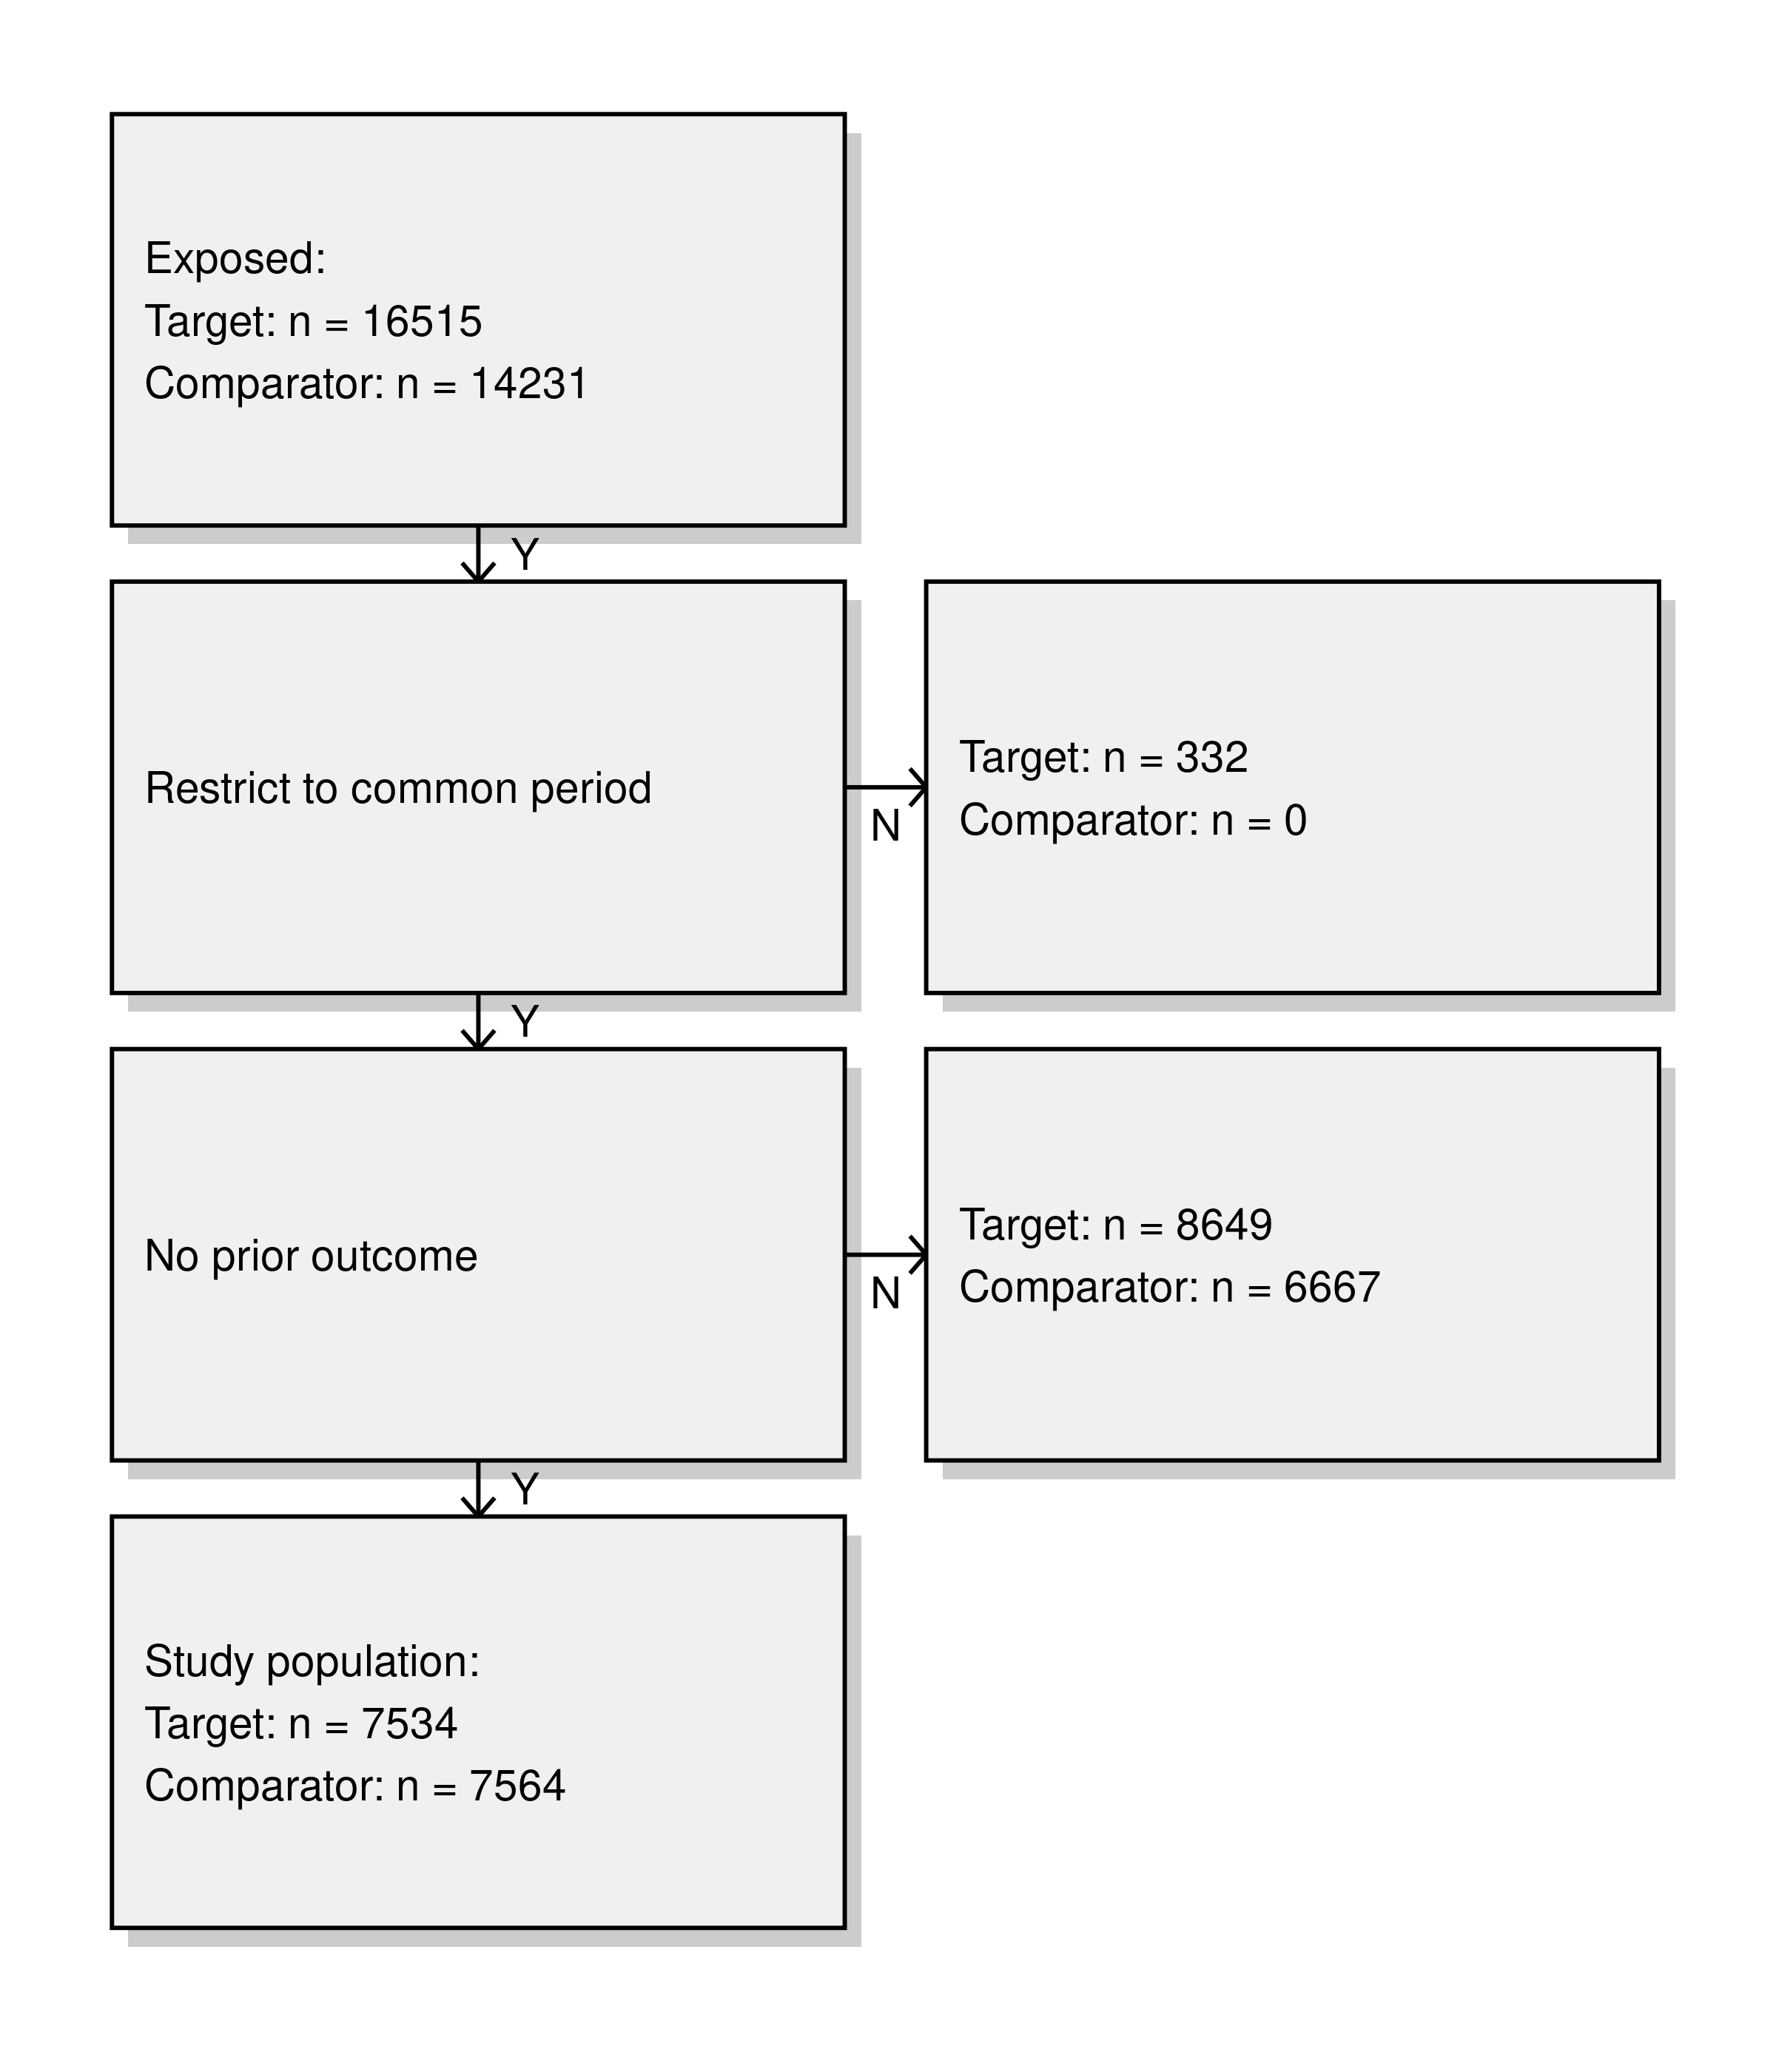 Exposed:
Target: n = 16515
Comparator: n = 14231
Y
Restrict to common period
N
Target: n = 332
Comparator: n = 0
Y
No prior outcome
N
Target: n = 8649
Comparator: n = 6667
Y
Study population:
Target: n = 7534
Comparator: n = 7564